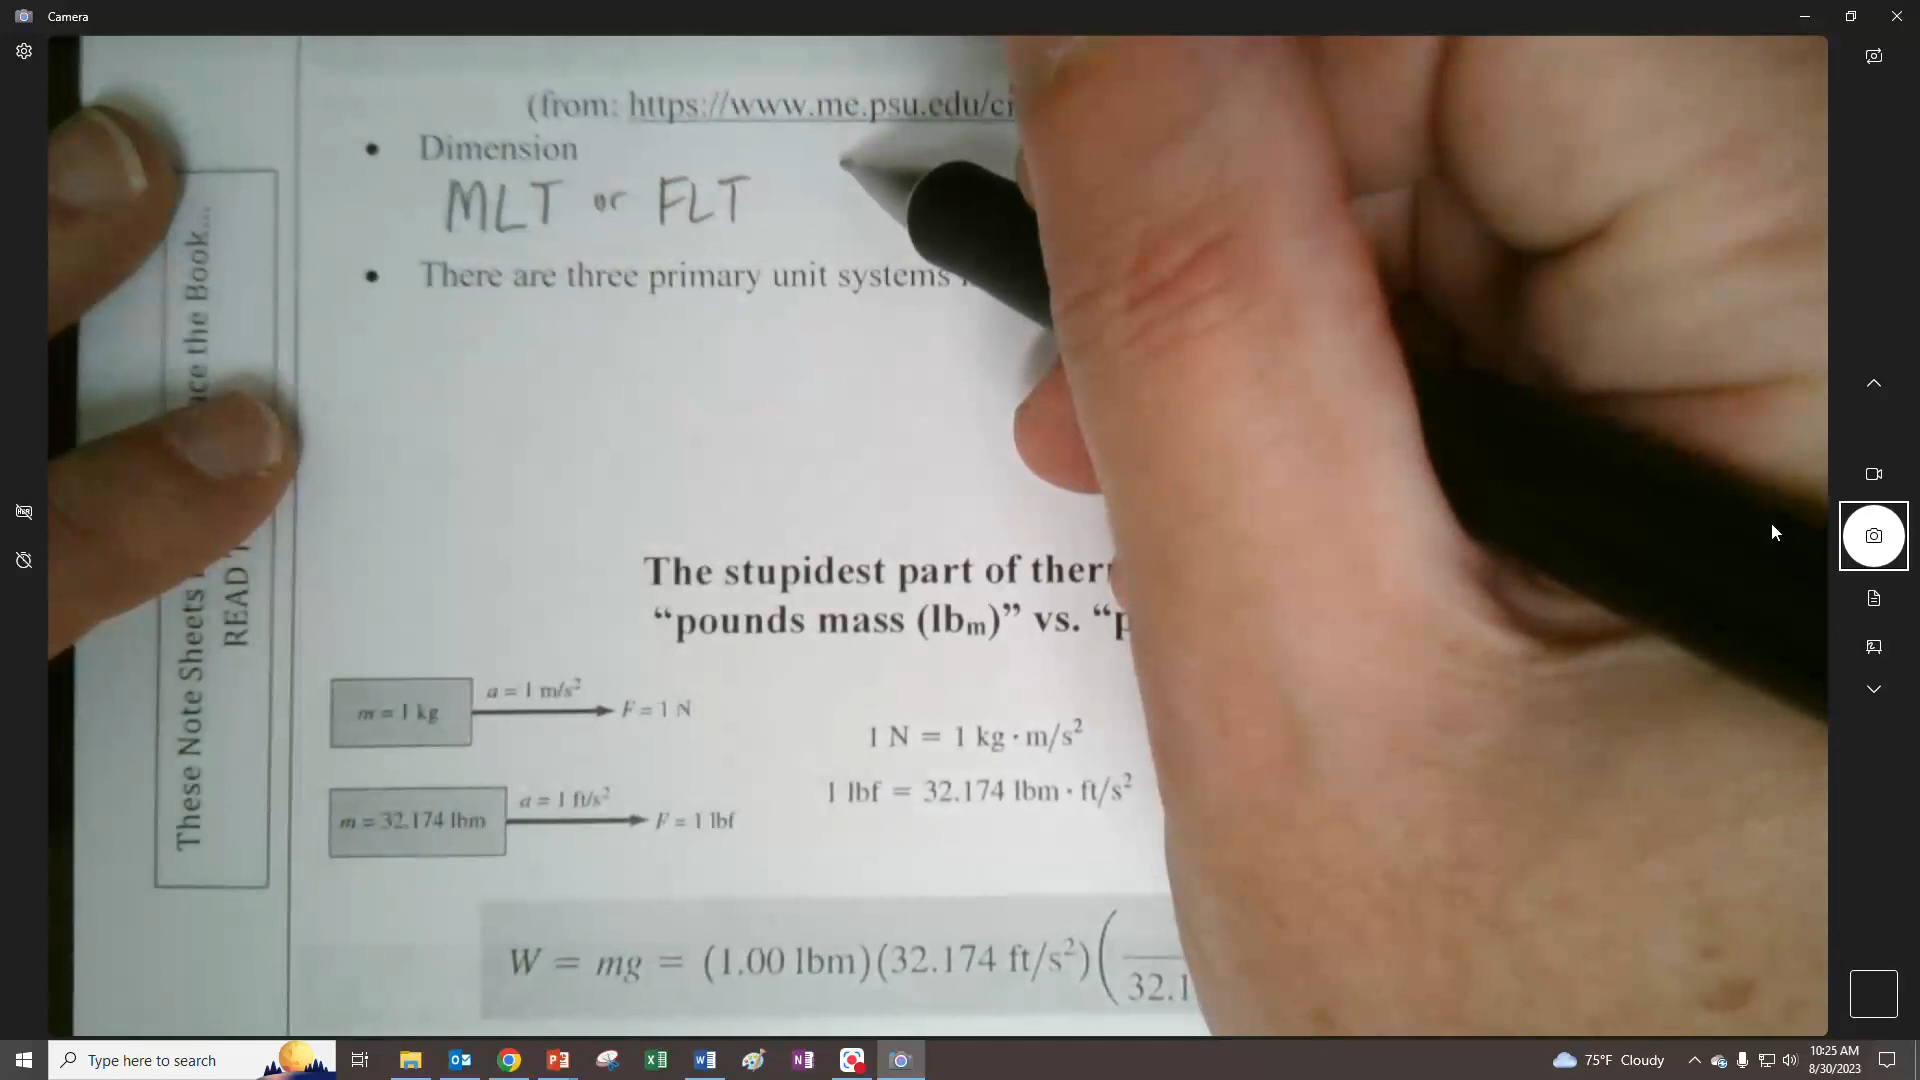 Camera
(from: https://www.me.psu.edu/ci
• Dimension
MLT or FLT
• There are three primary unit systems
These Note Sheets
ace the Book...
READ
The stupidest part of ther
“pounds mass (lbm)” vs. “p
m = 1 kg
a = 1 m/s²
F = 1 N
1 N = 1 kg · m/s²
m = 32.174 lbm
a = 1 ft/s²
F = 1 lbf
1 lbf = 32.174 lbm · ft/s²
W = mg = (1.00 lbm)(32.174 ft/s²)(
32.1
Type here to search
75°F Cloudy
10:25 AM
8/30/2023